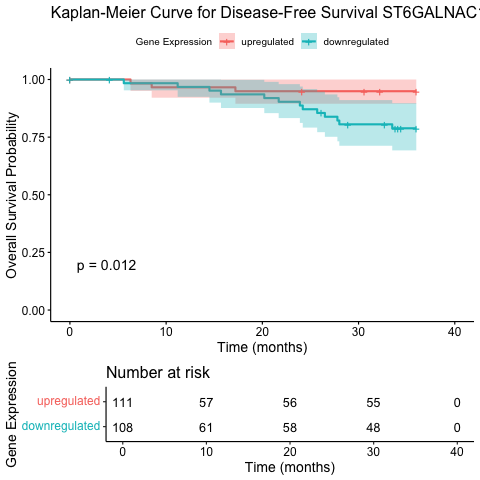 Kaplan-Meier Curve for Disease-Free Survival ST6GALNAC
Gene Expression upregulated downregulated
Overall Survival Probability
1.00
0.75
0.50
0.25
0.00
p = 0.012
0 10 20 30 40
Time (months)
Number at risk
Gene Expression
upregulated 111 57 56 55 0
downregulated 108 61 58 48 0
0 10 20 30 40
Time (months)